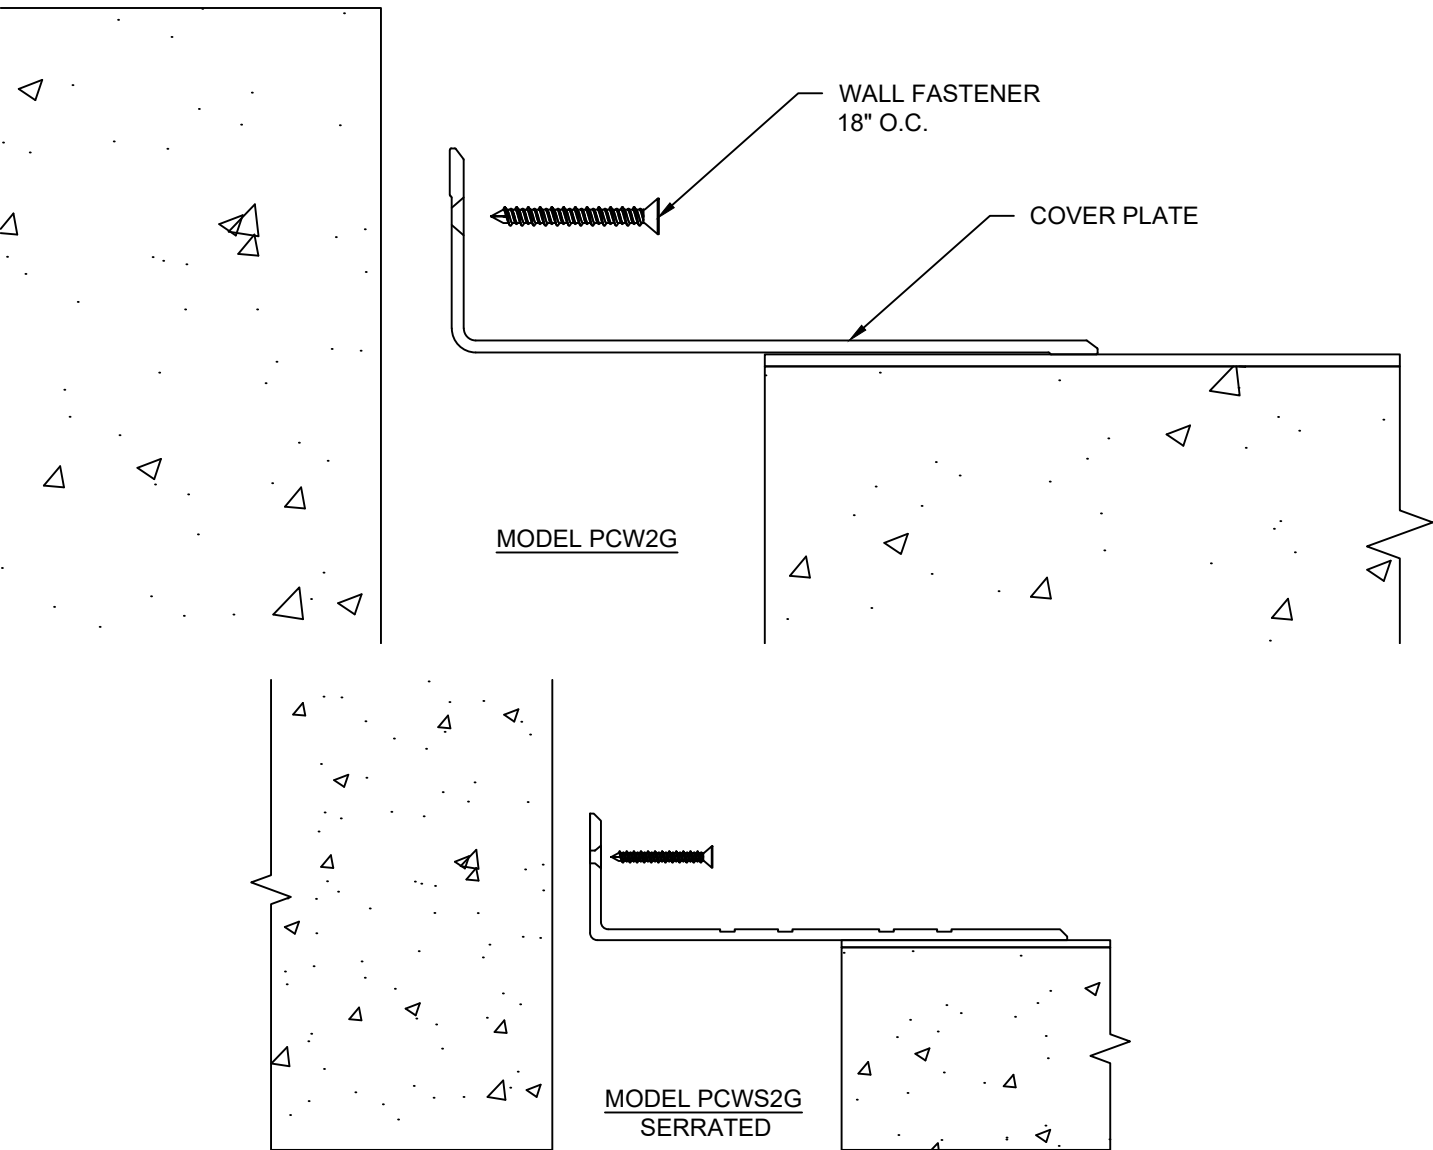 WALL FASTENER
18" O.C.
COVER PLATE
MODEL PCW2G
MODEL PCWS2G
SERRATED